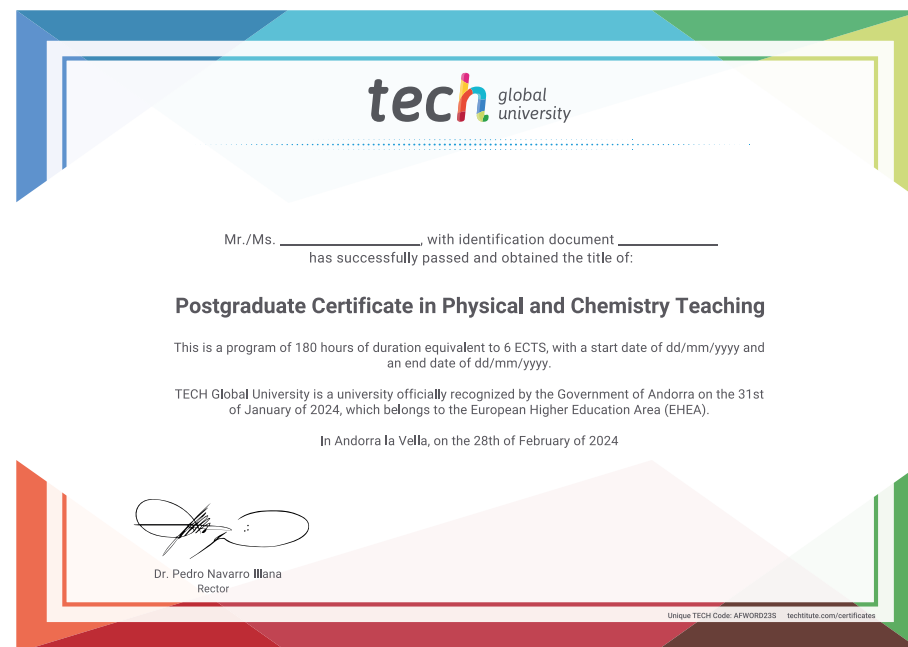 tech global
university
Mr./Ms. ____________, with identification document ____________
has successfully passed and obtained the title of:
Postgraduate Certificate in Physical and Chemistry Teaching
This is a program of 180 hours of duration equivalent to 6 ECTS, with a start date of dd/mm/yyyy and
an end date of dd/mm/yyyy.
TECH Global University is a university officially recognized by the Government of Andorra on the 31st
of January of 2024, which belongs to the European Higher Education Area (EHEA).
In Andorra la Vella, on the 28th of February of 2024
Dr. Pedro Navarro Illana
Rector
Unique TECH Code: AFWORD23S techtitute.com/certificates